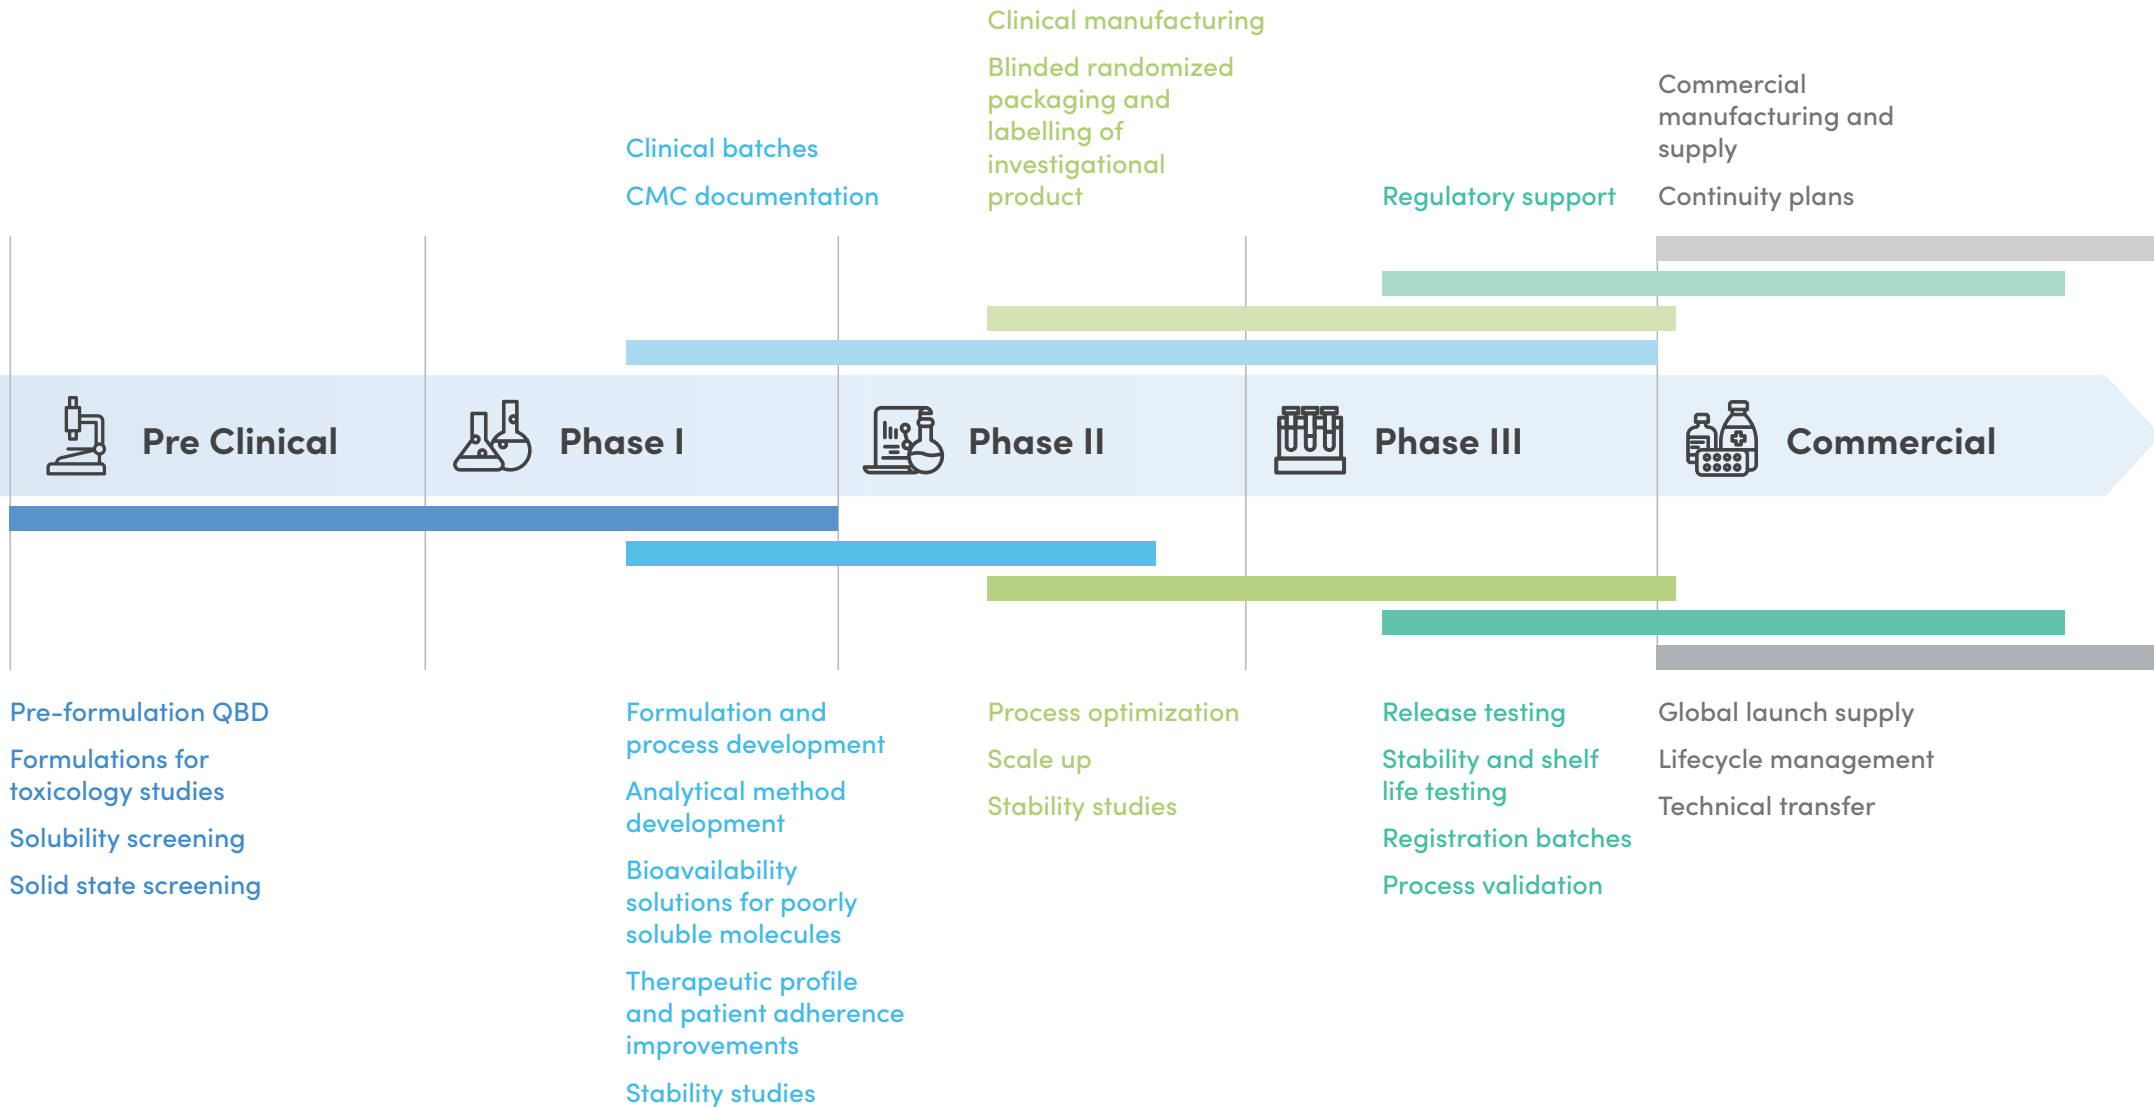 Clinical batches
CMC documentation
Clinical manufacturing
Blinded randomized
packaging and
labelling of
investigational
product
Regulatory support
Commercial
manufacturing and
supply
Continuity plans
Pre Clinical
Phase I
Phase II
Phase III
Commercial
Pre-formulation QBD
Formulations for
toxicology studies
Solubility screening
Solid state screening
Formulation and
process development
Analytical method
development
Bioavailability
solutions for poorly
soluble molecules
Therapeutic profile
and patient adherence
improvements
Stability studies
Process optimization
Scale up
Stability studies
Release testing
Stability and shelf
life testing
Registration batches
Process validation
Global launch supply
Lifecycle management
Technical transfer